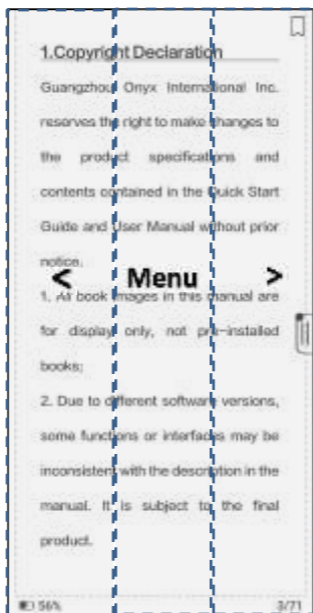 1.Copyright Declaration
Guangzhou Onyx International Inc.
reserves the right to make changes to
the product specifications and
contents contained in the Quick Start
Guide and User Manual without prior
notice.
< Menu >
1. All book images in this manual are
for display only, not pre-installed
books;
2. Due to different software versions,
some functions or interfaces may be
inconsistent with the description in the
manual. It is subject to the final
product.
56% 3/71